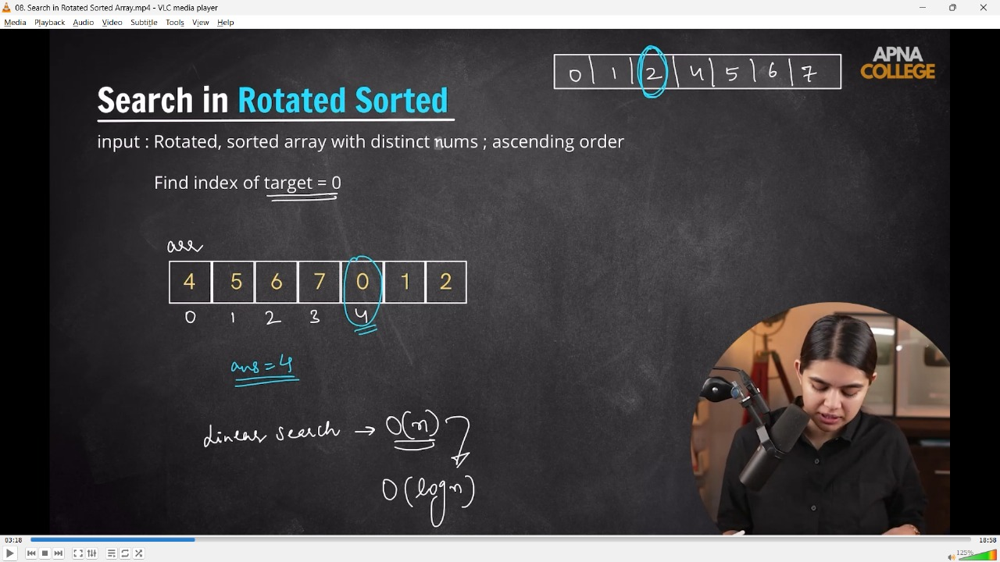 08. Search in Rotated Sorted Array.mp4 - VLC media player
Media Playback Audio Video Subtitle Tools View Help
0 | 1 | 2 | 4 | 5 | 6 | 7
APNA
COLLEGE
Search in Rotated Sorted
input : Rotated, sorted array with distinct nums ; ascending order
Find index of target = 0
arr
4 5 6 7 0 1 2
0 1 2 3 4
ans = 4
Linear search → O(n)
O(log n)
03:18
18:58
125%